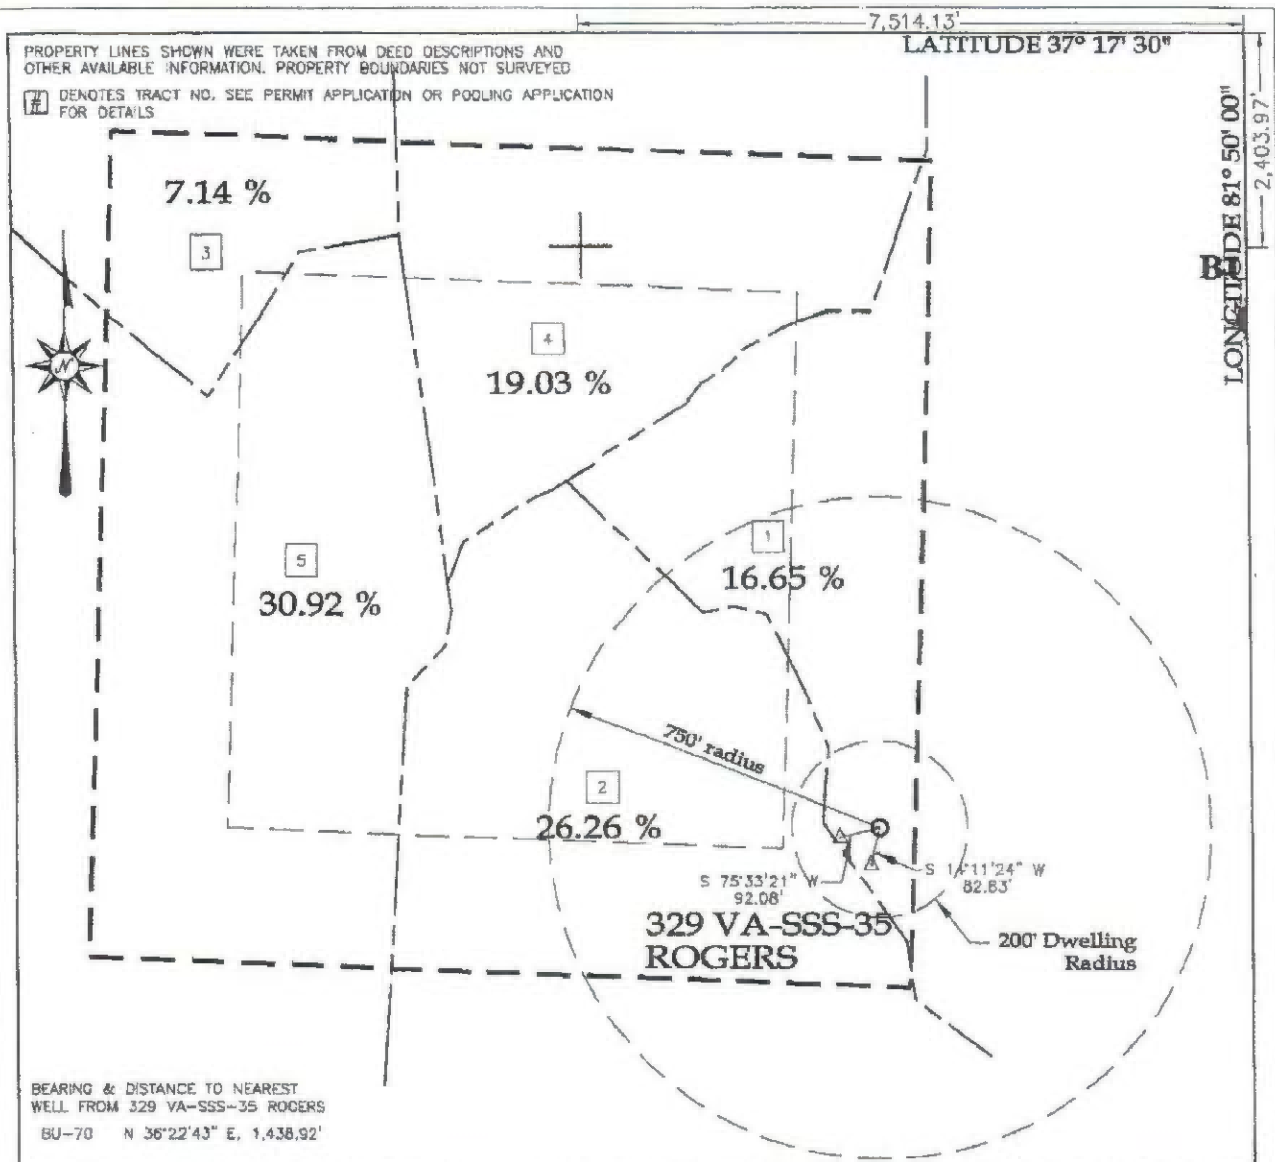 7,514.13'
LATITUDE 37° 17' 30"
PROPERTY LINES SHOWN WERE TAKEN FROM DEED DESCRIPTIONS AND
OTHER AVAILABLE INFORMATION. PROPERTY BOUNDARIES NOT SURVEYED
# DENOTES TRACT NO. SEE PERMIT APPLICATION OR POOLING APPLICATION
FOR DETAILS
2,403.97'
LONGITUDE 81° 50' 00"
7.14 %
3
N
4
19.03 %
1
16.65 %
5
30.92 %
750' radius
2
26.26 %
S 75°33'21" W
92.08'
S 14°11'24" W
82.83'
329 VA-SSS-35
ROGERS
200' Dwelling
Radius
BEARING & DISTANCE TO NEAREST
WELL FROM 329 VA-SSS-35 ROGERS
BU-70 N 36°22'43" E, 1,438.92'